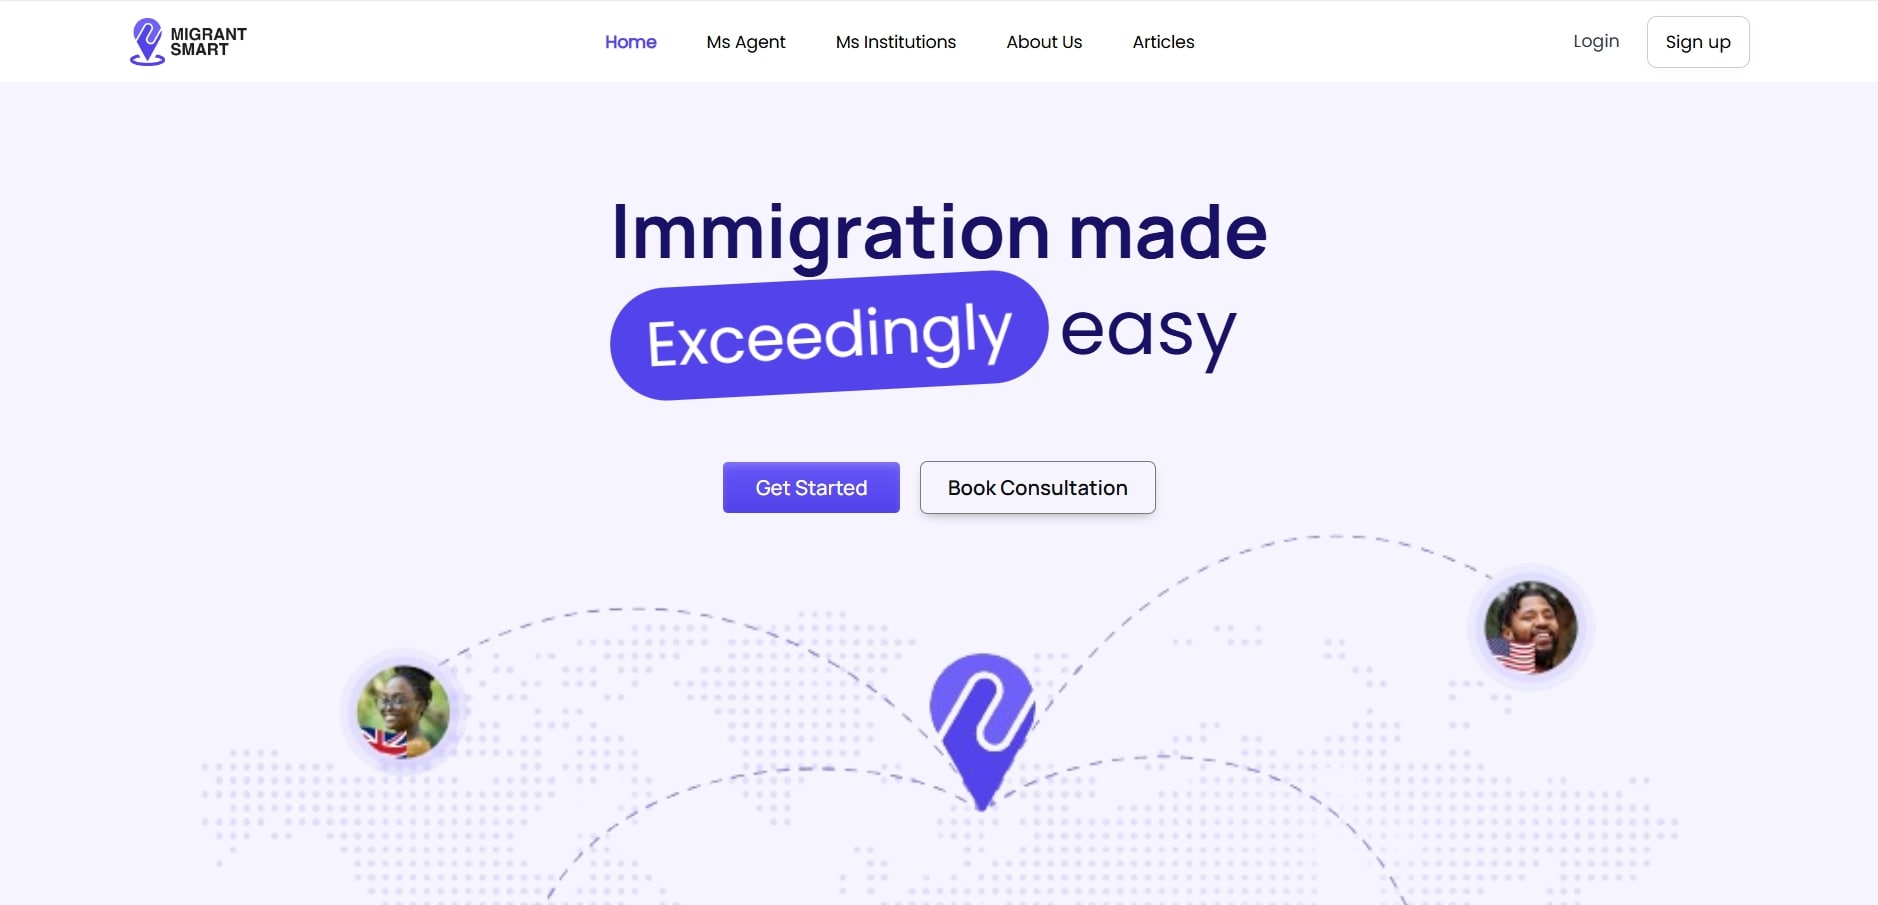 MIGRANT
SMART
Home
Ms Agent
Ms Institutions
About Us
Articles
Login
Sign up
Immigration made
Exceedingly easy
Get Started
Book Consultation